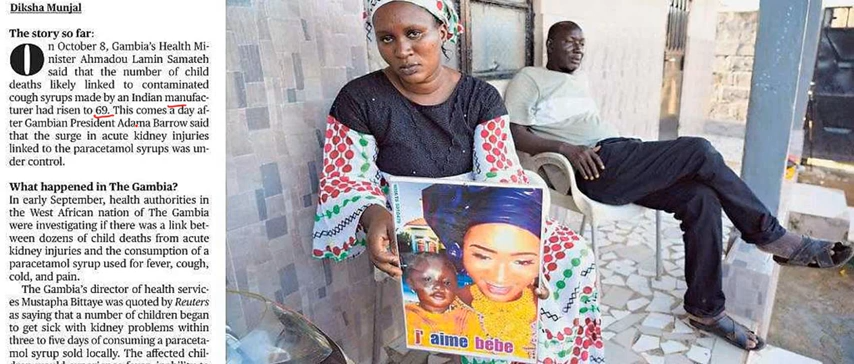 Diksha Munjal
The story so far:
On October 8, Gambia's Health Mi-
nister Ahmadou Lamin Samateh
said that the number of child
deaths likely linked to contaminated
cough syrups made by an Indian manufac-
turer had risen to 69. This comes a day af-
ter Gambian President Adama Barrow said
that the surge in acute kidney injuries
linked to the paracetamol syrups was un-
der control.
What happened in The Gambia?
In early September, health authorities in
the West African nation of The Gambia
were investigating if there was a link bet-
ween dozens of child deaths from acute
kidney injuries and the consumption of a
paracetamol syrup used for fever, cough,
cold, and pain.
The Gambia's director of health servic-
es Mustapha Bittaye was quoted by Reuters
as saying that a number of children began
to get sick with kidney problems within
three to five days of consuming a paraceta-
mol syrup sold locally. The affected chil-
j' aime bébé